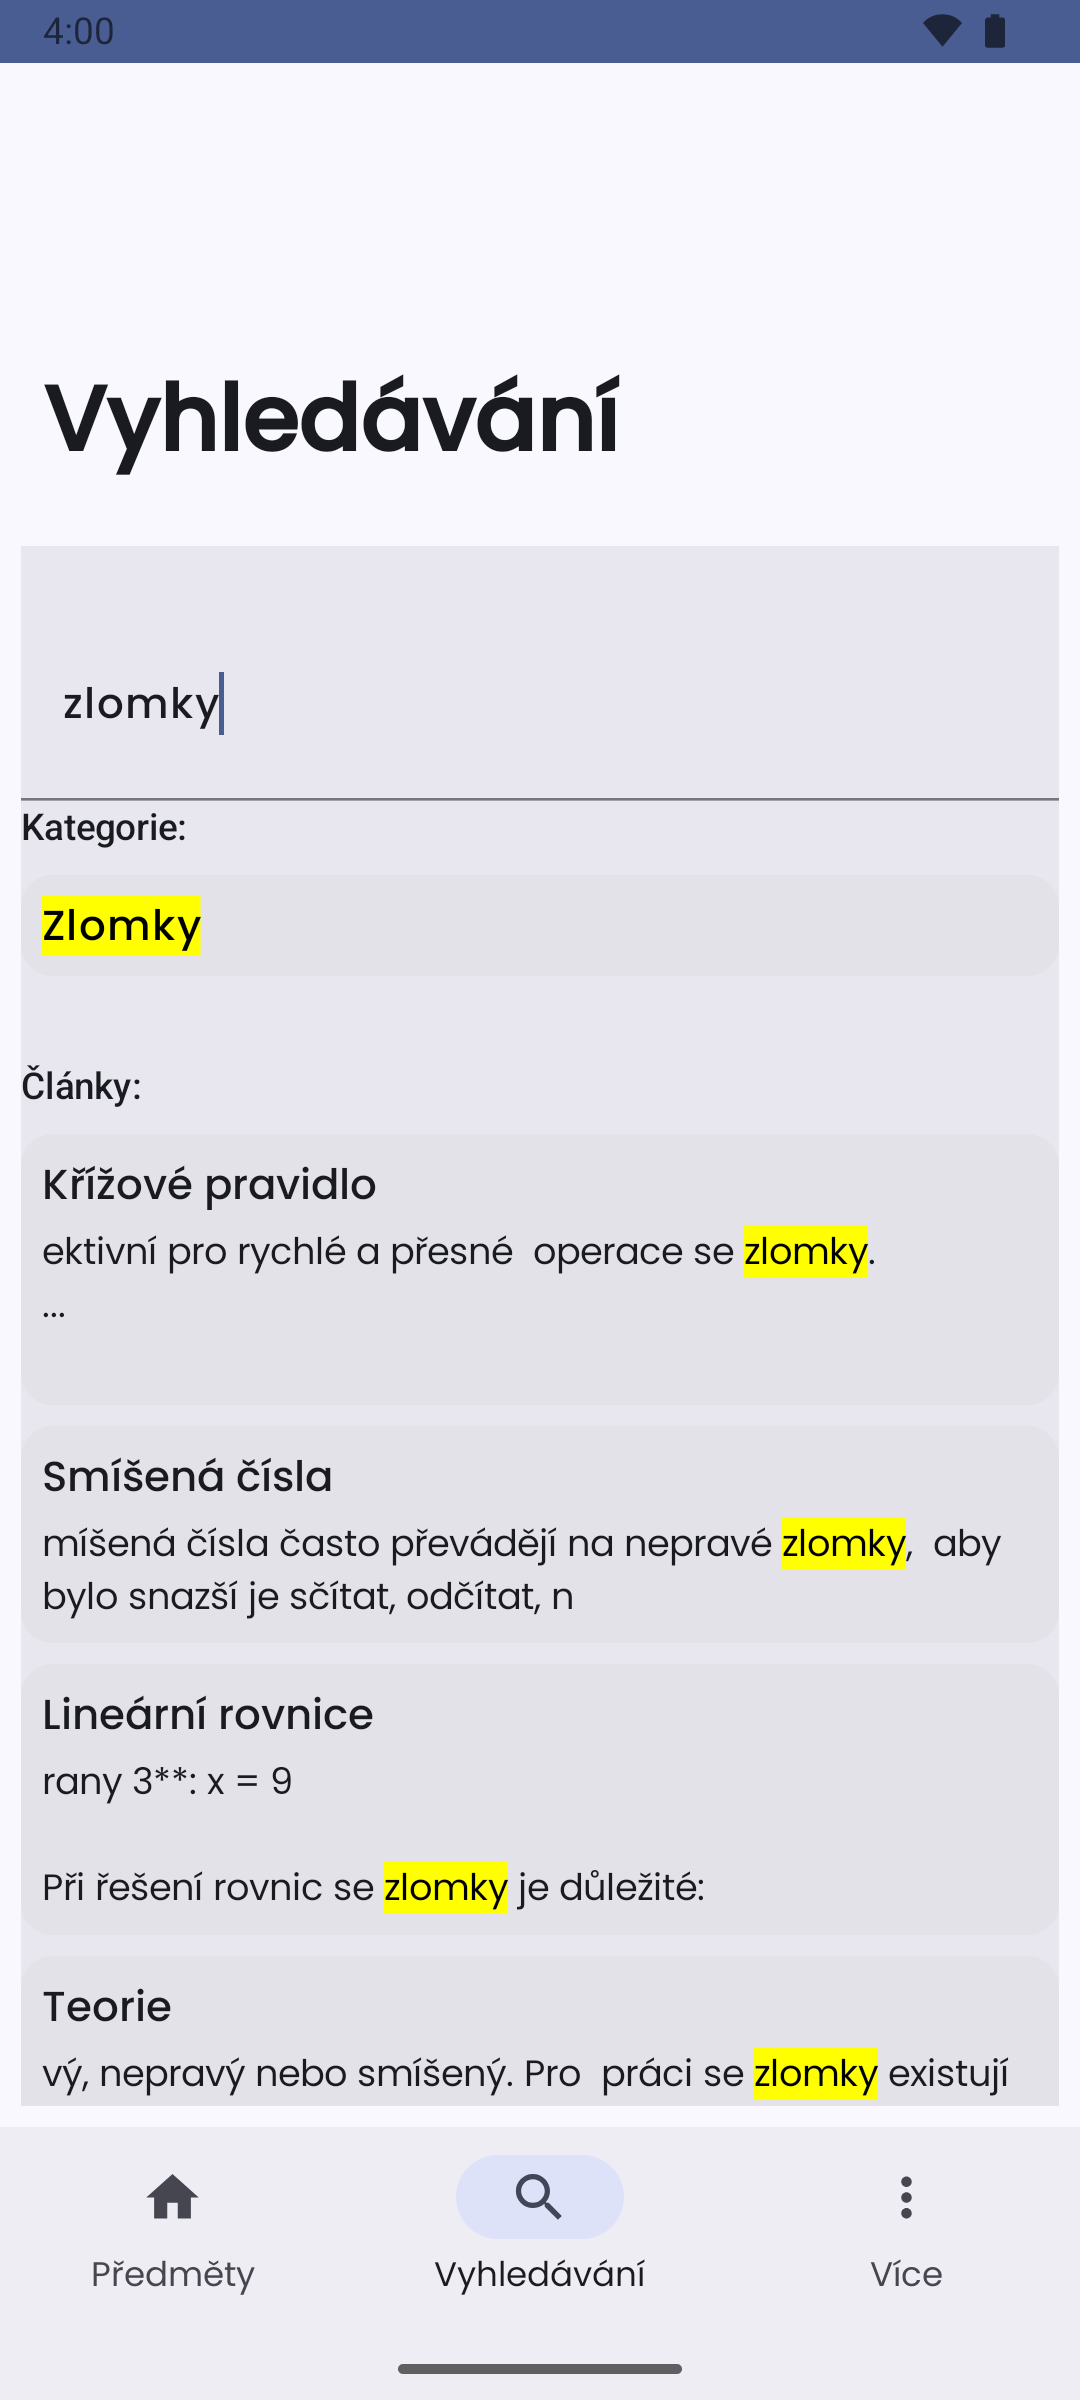 4:00
Vyhledávání
zlomky
Kategorie:
Zlomky
Články:
Křížové pravidlo
ektivní pro rychlé a přesné  operace se zlomky.
...
Smíšená čísla
míšená čísla často převádějí na nepravé zlomky,  aby
bylo snazší je sčítat, odčítat, n
Lineární rovnice
rany 3**: x = 9
Při řešení rovnic se zlomky je důležité:
Teorie
vý, nepravý nebo smíšený. Pro  práci se zlomky existují
Předměty
Vyhledávání
Více